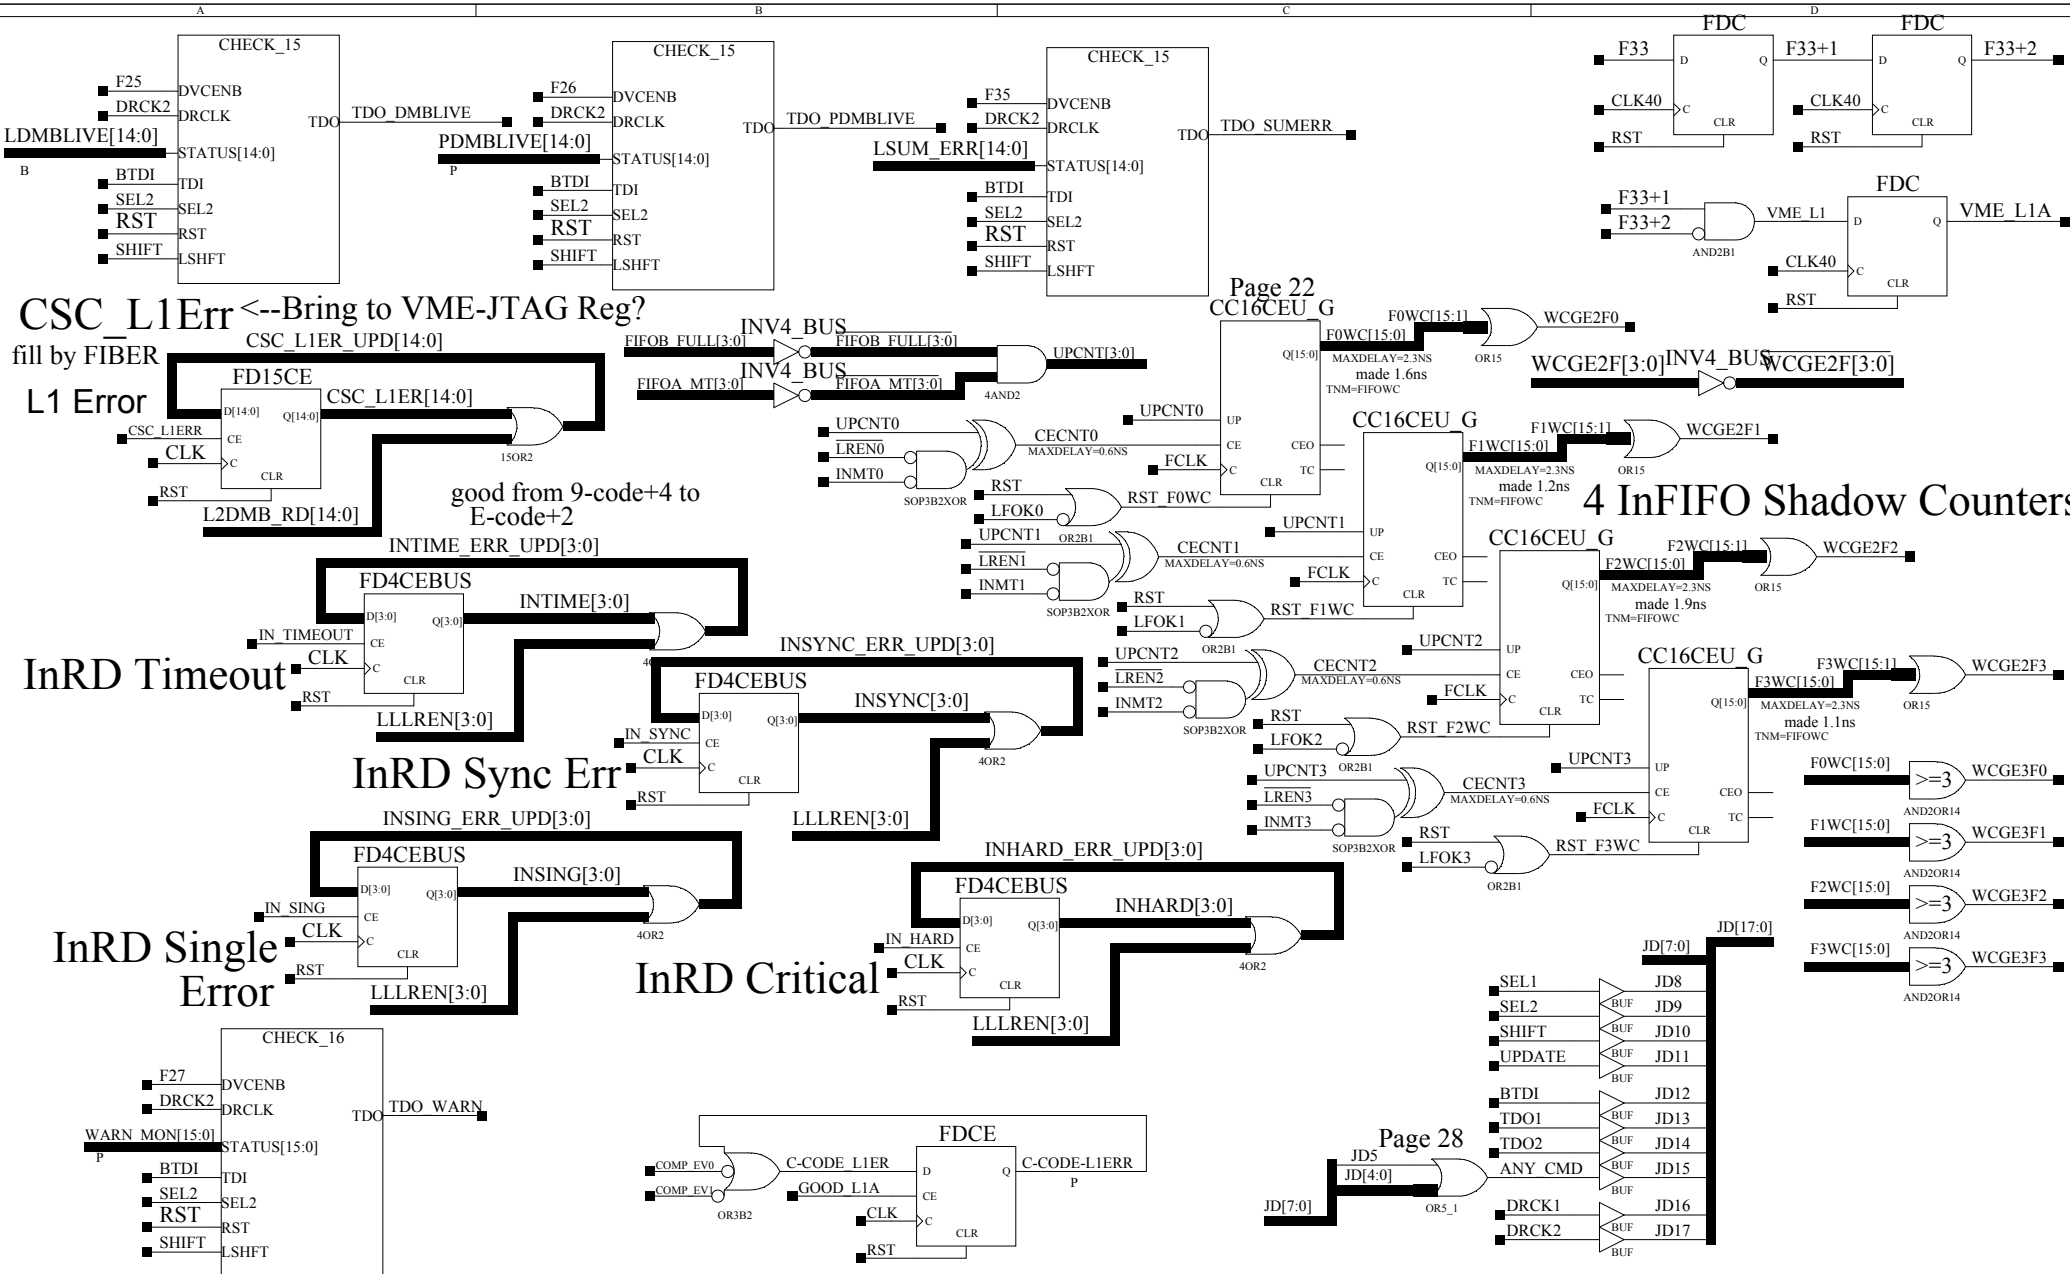 A
B
C
D
CHECK_15
F25
DVCENB
DRCK2
DRCLK
TDO
TDO_DMBLIVE
LDMBLIVE[14:0]
STATUS[14:0]
B
BTDI
TDI
SEL2
SEL2
RST
RST
SHIFT
LSHFT
CHECK_15
F26
DVCENB
DRCK2
DRCLK
TDO
TDO_PDMBLIVE
PDMBLIVE[14:0]
STATUS[14:0]
P
BTDI
TDI
SEL2
SEL2
RST
RST
SHIFT
LSHFT
CHECK_15
F35
DVCENB
DRCK2
DRCLK
TDO
TDO_SUMERR
LSUM_ERR[14:0]
STATUS[14:0]
BTDI
TDI
SEL2
SEL2
RST
RST
SHIFT
LSHFT
FDC
FDC
F33
D
Q
F33+1
D
Q
F33+2
CLK40
C
CLR
RST
CLK40
C
CLR
RST
FDC
F33+1
F33+2
AND2B1
VME_L1
D
Q
VME_L1A
CLK40
C
CLR
RST
CSC_L1Err <--Bring to VME-JTAG Reg?
fill by FIBER
L1 Error
CSC_L1ER_UPD[14:0]
FD15CE
D[14:0]
Q[14:0]
CSC_L1ER[14:0]
CSC_L1ERR
CE
CLK
C
CLR
RST
15OR2
L2DMB_RD[14:0]
good from 9-code+4 to
E-code+2
FIFOB_FULL[3:0]
INV4_BUS
FIFOB_FULL[3:0]
FIFOA_MT[3:0]
INV4_BUS
FIFOA_MT[3:0]
4AND2
UPCNT[3:0]
Page 22
CC16CEU_G
Q[15:0]
F0WC[15:0]
F0WC[15:1]
OR15
WCGE2F0
MAXDELAY=2.3NS
made 1.6ns
TNM=FIFOWC
UPCNT0
UP
CE
CEO
FCLK
C
TC
CLR
UPCNT0
LREN0
INMT0
SOP3B2XOR
CECNT0
MAXDELAY=0.6NS
RST
LFOK0
OR2B1
RST_F0WC
WCGE2F[3:0]
INV4_BUS
WCGE2F[3:0]
4 InFIFO Shadow Counters
CC16CEU_G
Q[15:0]
F1WC[15:0]
F1WC[15:1]
OR15
WCGE2F1
MAXDELAY=2.3NS
made 1.2ns
TNM=FIFOWC
UPCNT1
UP
CE
CEO
FCLK
C
TC
CLR
UPCNT1
LREN1
INMT1
SOP3B2XOR
CECNT1
MAXDELAY=0.6NS
RST
LFOK1
OR2B1
RST_F1WC
CC16CEU_G
Q[15:0]
F2WC[15:0]
F2WC[15:1]
OR15
WCGE2F2
MAXDELAY=2.3NS
made 1.9ns
TNM=FIFOWC
UPCNT2
UP
CE
CEO
FCLK
C
TC
CLR
UPCNT2
LREN2
INMT2
SOP3B2XOR
CECNT2
MAXDELAY=0.6NS
RST
LFOK2
OR2B1
RST_F2WC
CC16CEU_G
Q[15:0]
F3WC[15:0]
F3WC[15:1]
OR15
WCGE2F3
MAXDELAY=2.3NS
made 1.1ns
TNM=FIFOWC
UPCNT3
UP
CE
CEO
FCLK
C
TC
CLR
UPCNT3
LREN3
INMT3
SOP3B2XOR
CECNT3
MAXDELAY=0.6NS
RST
LFOK3
OR2B1
RST_F3WC
INTIME_ERR_UPD[3:0]
FD4CEBUS
D[3:0]
Q[3:0]
INTIME[3:0]
IN_TIMEOUT
CE
CLK
C
CLR
RST
LLLREN[3:0]
InRD Timeout
INSYNC_ERR_UPD[3:0]
FD4CEBUS
D[3:0]
Q[3:0]
INSYNC[3:0]
IN_SYNC
CE
CLK
C
CLR
RST
4OR2
LLLREN[3:0]
InRD Sync Err
INSING_ERR_UPD[3:0]
FD4CEBUS
D[3:0]
Q[3:0]
INSING[3:0]
IN_SING
CE
CLK
C
CLR
RST
4OR2
LLLREN[3:0]
InRD Single
Error
INHARD_ERR_UPD[3:0]
FD4CEBUS
D[3:0]
Q[3:0]
INHARD[3:0]
IN_HARD
CE
CLK
C
CLR
RST
4OR2
LLLREN[3:0]
InRD Critical
F0WC[15:0]
>=3
WCGE3F0
AND2OR14
F1WC[15:0]
>=3
WCGE3F1
AND2OR14
F2WC[15:0]
>=3
WCGE3F2
AND2OR14
F3WC[15:0]
>=3
WCGE3F3
AND2OR14
JD[17:0]
JD[7:0]
SEL1
BUF
JD8
SEL2
BUF
JD9
SHIFT
BUF
JD10
UPDATE
BUF
JD11
BTDI
BUF
JD12
TDO1
BUF
JD13
TDO2
BUF
JD14
ANY_CMD
BUF
JD15
DRCK1
BUF
JD16
DRCK2
BUF
JD17
Page 28
JD5
JD[4:0]
JD[7:0]
OR5_1
CHECK_16
F27
DVCENB
DRCK2
DRCLK
TDO
TDO_WARN
WARN_MON[15:0]
STATUS[15:0]
P
BTDI
TDI
SEL2
SEL2
RST
RST
SHIFT
LSHFT
FDCE
COMP_EV0
COMP_EV1
OR3B2
C-CODE_L1ER
D
Q
C-CODE-L1ERR
P
GOOD_L1A
CE
CLK
C
CLR
RST